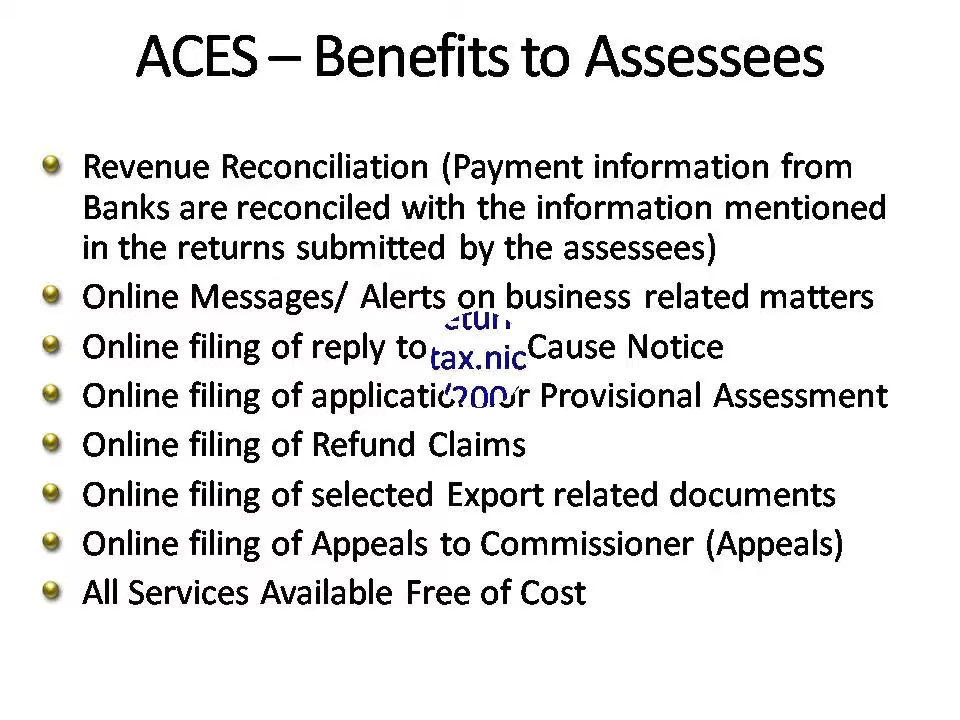 ACES – Benefits to Assessees
Revenue Reconciliation (Payment information from
Banks are reconciled with the information mentioned
in the returns submitted by the assessees)
Online Messages/ Alerts on business related matters
Online filing of reply to tax.nic Cause Notice
Online filing of Provisional Assessment
Online filing of Refund Claims
Online filing of selected Export related documents
Online filing of Appeals to Commissioner (Appeals)
All Services Available Free of Cost